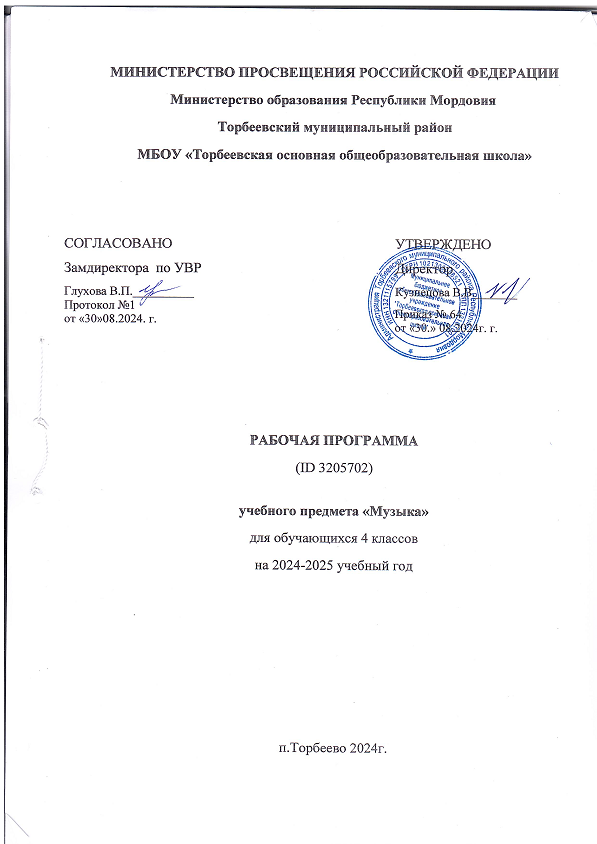 МИНИСТЕРСТВО ПРОСВЕЩЕНИЯ РОССИЙСКОЙ ФЕДЕРАЦИИ
Министерство образования Республики Мордовия
Торбеевский муниципальный район
МБОУ «Торбеевская основная общеобразовательная школа»
СОГЛАСОВАНО
Замдиректора по УВР
Глухова В.П.
Протокол №1
от «30»08.2024. г.
УТВЕРЖДЕНО
Директор
Кузнецова В.В.
Приказ № 64
от «30.» 08.2024г. г.
РАБОЧАЯ ПРОГРАММА
(ID 3205702)
учебного предмета «Музыка»
для обучающихся 4 классов
на 2024-2025 учебный год
п.Торбеево 2024г.